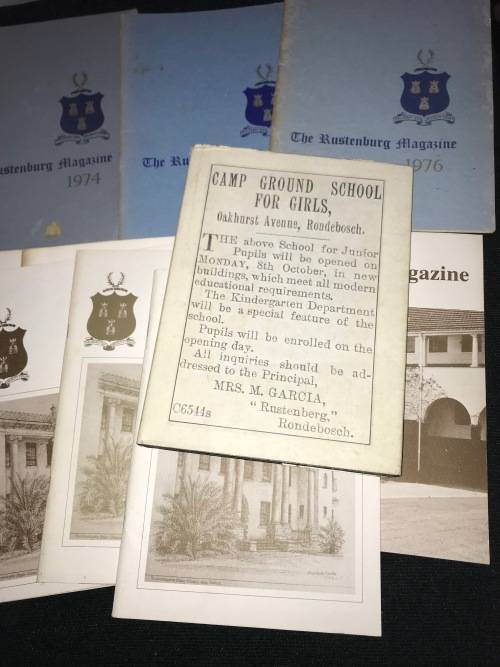 ustenburg Magazine
1974
The Ru
The Rustenburg Magazine
1976
CAMP GROUND SCHOOL
FOR GIRLS,
Oakhurst Avenue, Rondebosch.
THE above School for Junior
Pupils will be opened on
MONDAY, 8th October, in new
buildings, which meet all modern
educational requirements.
The Kindergarten Department
will be a special feature of the
school.
Pupils will be enrolled on the
opening day.
All inquiries should be ad-
dressed to the Principal,
MRS. M. GARCIA,
"Rustenberg,"
Rondebosch.
C6544s
gazine